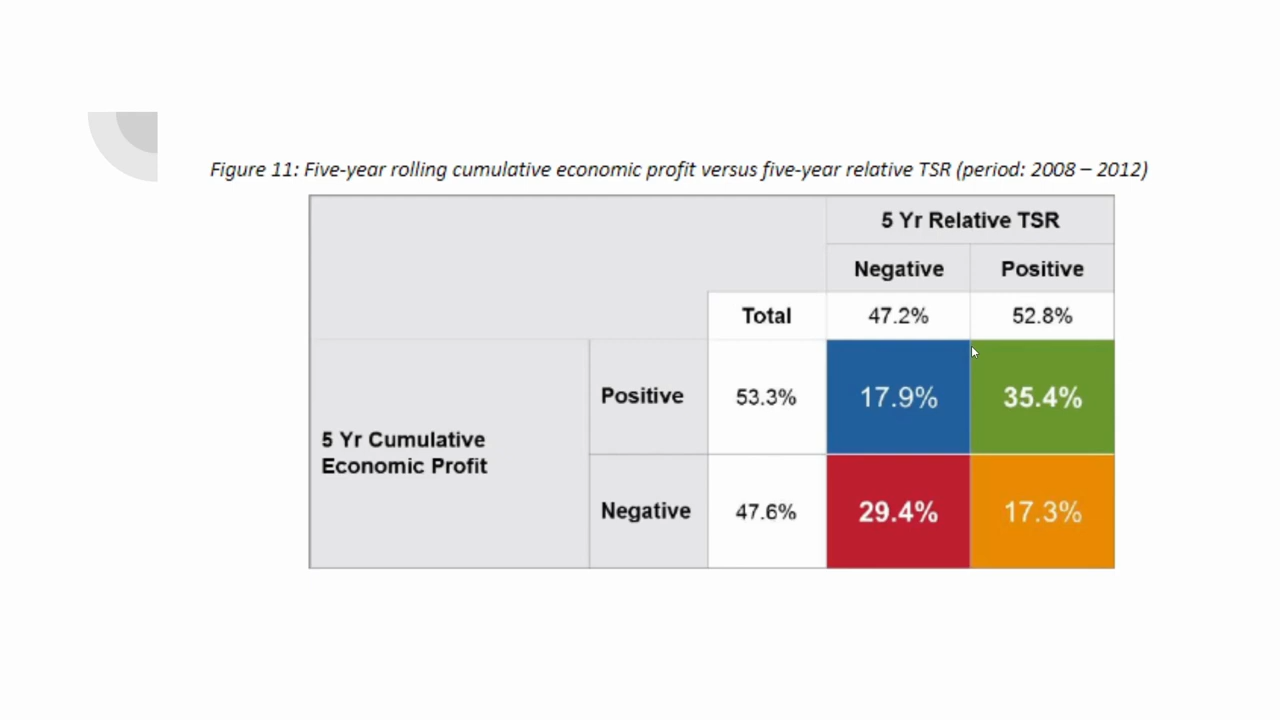 Figure 11: Five-year rolling cumulative economic profit versus five-year relative TSR (period: 2008 – 2012)
5 Yr Relative TSR
Negative Positive
Total 47.2% 52.8%
Positive 53.3% 17.9% 35.4%
5 Yr Cumulative
Economic Profit
Negative 47.6% 29.4% 17.3%